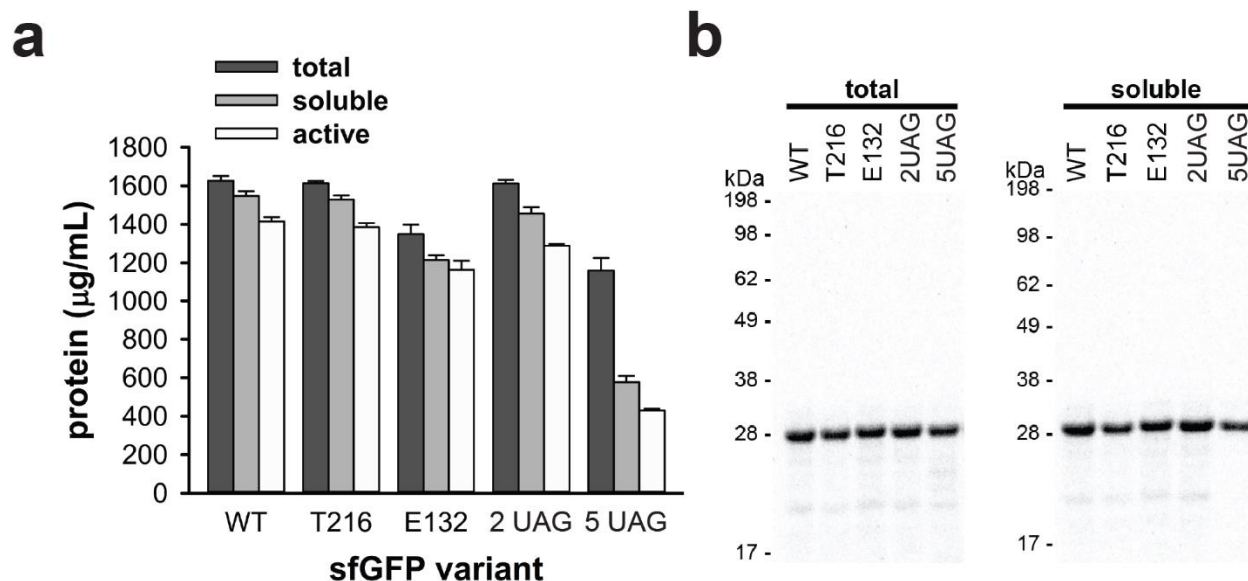 a
total
soluble
active
protein (μg/mL)
1800
1600
1400
1200
1000
800
600
400
200
0
WT T216 E132 2 UAG 5 UAG
sfGFP variant
b
total
kDa WT T216 E132 2UAG 5UAG
198 -
98 -
62 -
49 -
38 -
28 -
17 -
soluble
kDa WT T216 E132 2UAG 5UAG
198 -
98 -
62 -
49 -
38 -
28 -
17 -